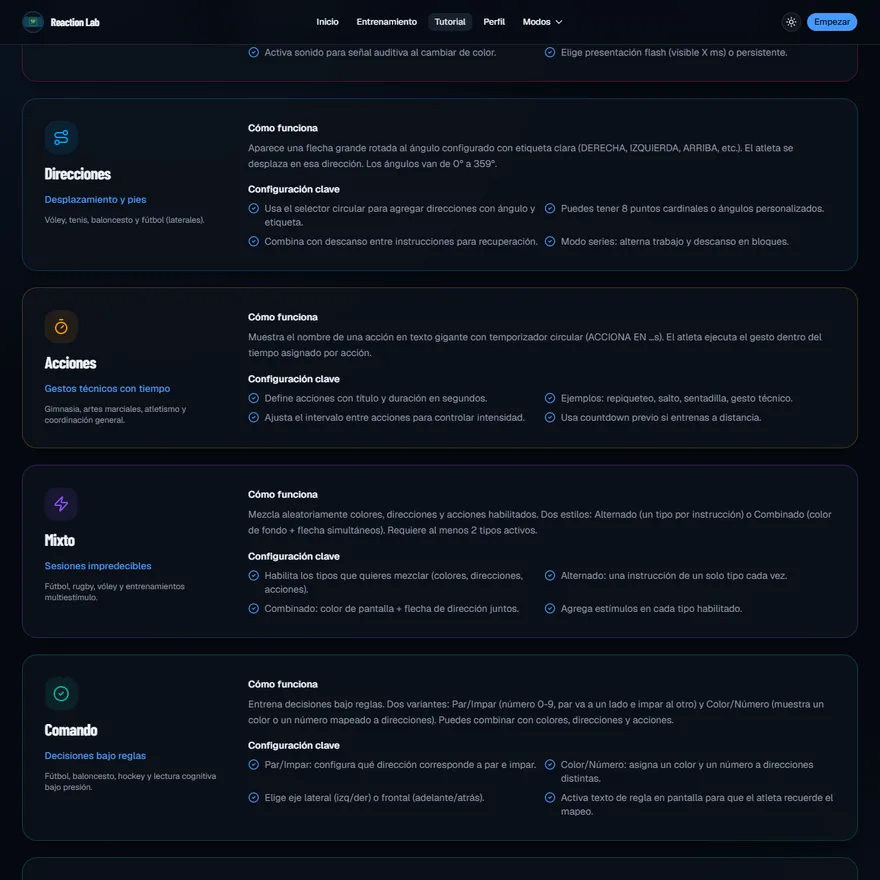 Reaction Lab
Inicio
Entrenamiento
Tutorial
Perfil
Modos
Empezar
Activa sonido para señal auditiva al cambiar de color.
Elige presentación flash (visible X ms) o persistente.
Direcciones
Desplazamiento y pies
Vóley, tenis, baloncesto y fútbol (laterales).
Cómo funciona
Aparece una flecha grande rotada al ángulo configurado con etiqueta clara (DERECHA, IZQUIERDA, ARRIBA, etc.). El atleta se
desplaza en esa dirección. Los ángulos van de 0° a 359°.
Configuración clave
Usa el selector circular para agregar direcciones con ángulo y
etiqueta.
Puedes tener 8 puntos cardinales o ángulos personalizados.
Combina con descanso entre instrucciones para recuperación.
Modo series: alterna trabajo y descanso en bloques.
Acciones
Gestos técnicos con tiempo
Gimnasia, artes marciales, atletismo y
coordinación general.
Cómo funciona
Muestra el nombre de una acción en texto gigante con temporizador circular (ACCIONA EN ...s). El atleta ejecuta el gesto dentro del
tiempo asignado por acción.
Configuración clave
Define acciones con título y duración en segundos.
Ejemplos: repiqueteo, salto, sentadilla, gesto técnico.
Ajusta el intervalo entre acciones para controlar intensidad.
Usa countdown previo si entrenas a distancia.
Mixto
Sesiones impredecibles
Fútbol, rugby, vóley y entrenamientos
multiestímulo.
Cómo funciona
Mezcla aleatoriamente colores, direcciones y acciones habilitados. Dos estilos: Alternado (un tipo por instrucción) o Combinado (color
de fondo + flecha simultáneos). Requiere al menos 2 tipos activos.
Configuración clave
Habilita los tipos que quieres mezclar (colores, direcciones,
acciones).
Alternado: una instrucción de un solo tipo cada vez.
Combinado: color de pantalla + flecha de dirección juntos.
Agrega estímulos en cada tipo habilitado.
Comando
Decisiones bajo reglas
Fútbol, baloncesto, hockey y lectura cognitiva
bajo presión.
Cómo funciona
Entrena decisiones bajo reglas. Dos variantes: Par/Impar (número 0-9, par va a un lado e impar al otro) y Color/Número (muestra un
color o un número mapeado a direcciones). Puedes combinar con colores, direcciones y acciones.
Configuración clave
Par/Impar: configura qué dirección corresponde a par e impar.
Color/Número: asigna un color y un número a direcciones
distintas.
Elige eje lateral (izq/der) o frontal (adelante/atrás).
Activa texto de regla en pantalla para que el atleta recuerde el
mapeo.